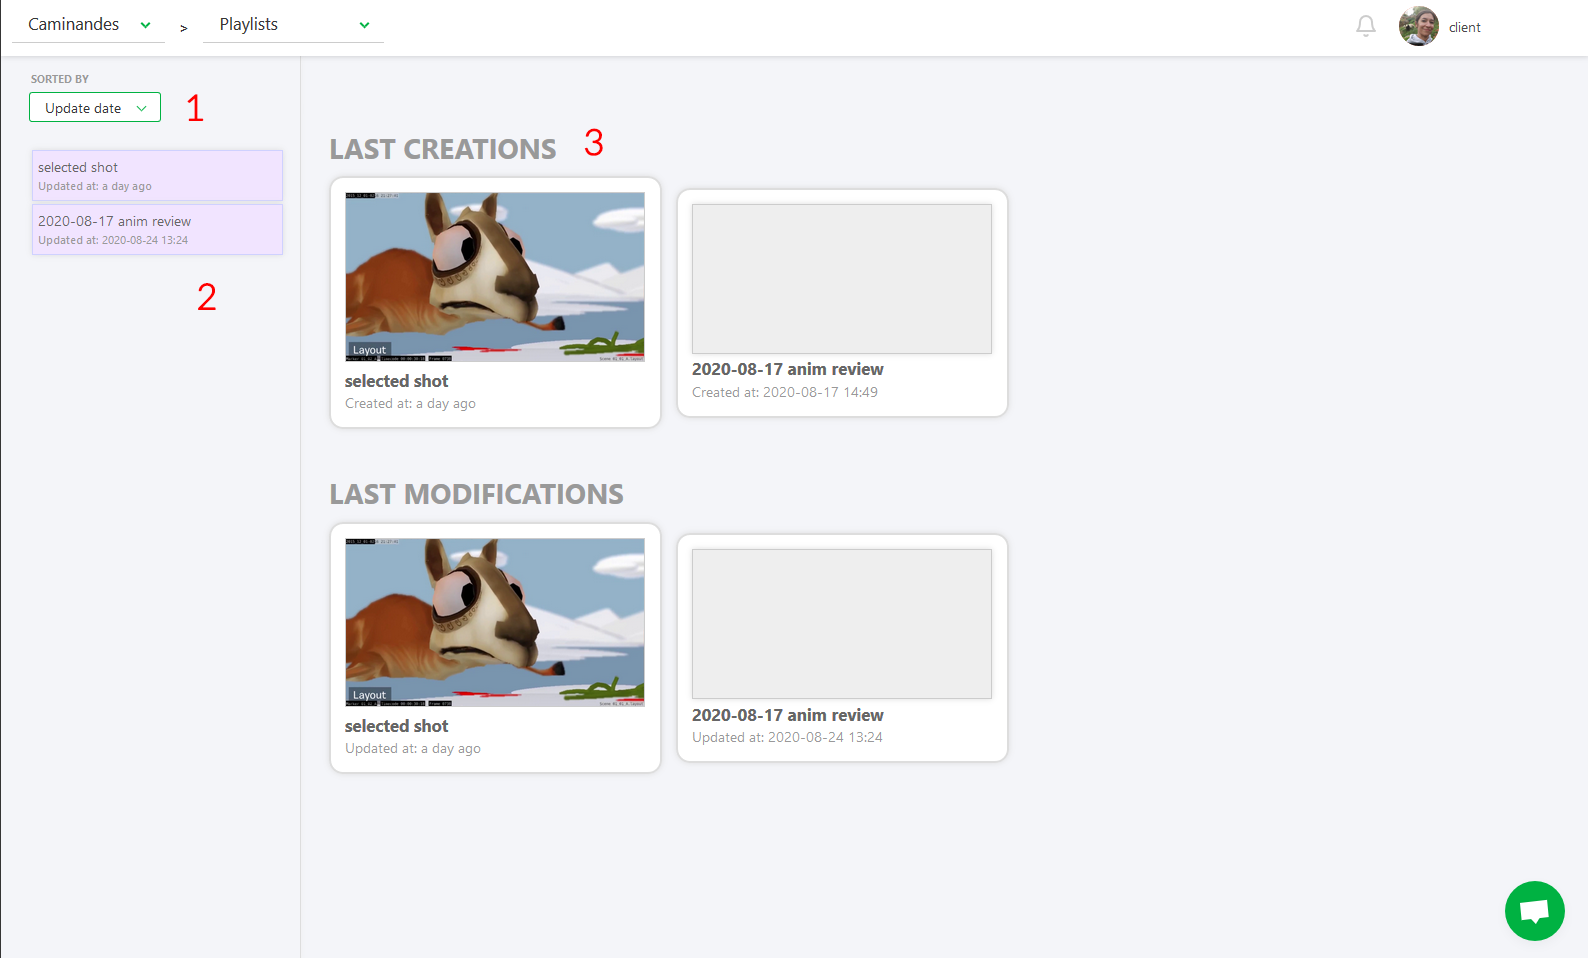 Caminandes > Playlists
client
SORTED BY
Update date
1
selected shot
Updated at: a day ago
2020-08-17 anim review
Updated at: 2020-08-24 13:24
2
LAST CREATIONS 3
Layout
selected shot
Created at: a day ago
2020-08-17 anim review
Created at: 2020-08-17 14:49
LAST MODIFICATIONS
Layout
selected shot
Updated at: a day ago
2020-08-17 anim review
Updated at: 2020-08-24 13:24